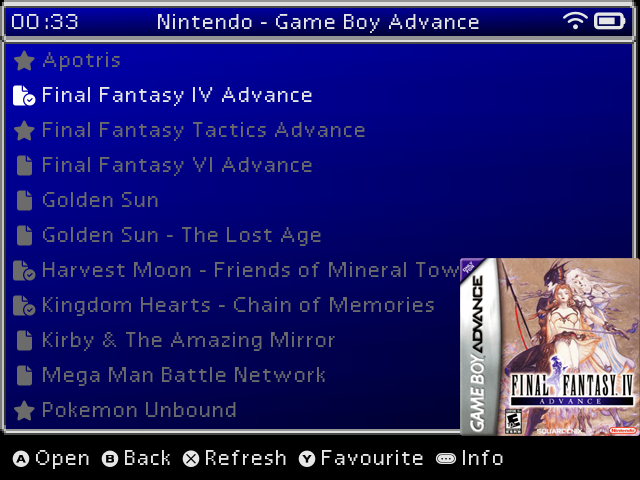 00:33 Nintendo - Game Boy Advance
Apotris
Final Fantasy IV Advance
Final Fantasy Tactics Advance
Final Fantasy VI Advance
Golden Sun
Golden Sun - The Lost Age
Harvest Moon - Friends of Mineral Tow
Kingdom Hearts - Chain of Memories
Kirby & The Amazing Mirror
Mega Man Battle Network
Pokemon Unbound
GAME BOY ADVANCE
FINAL FANTASY IV
ADVANCE
SQUARE ENIX
Nintendo
A Open B Back X Refresh Y Favourite Info